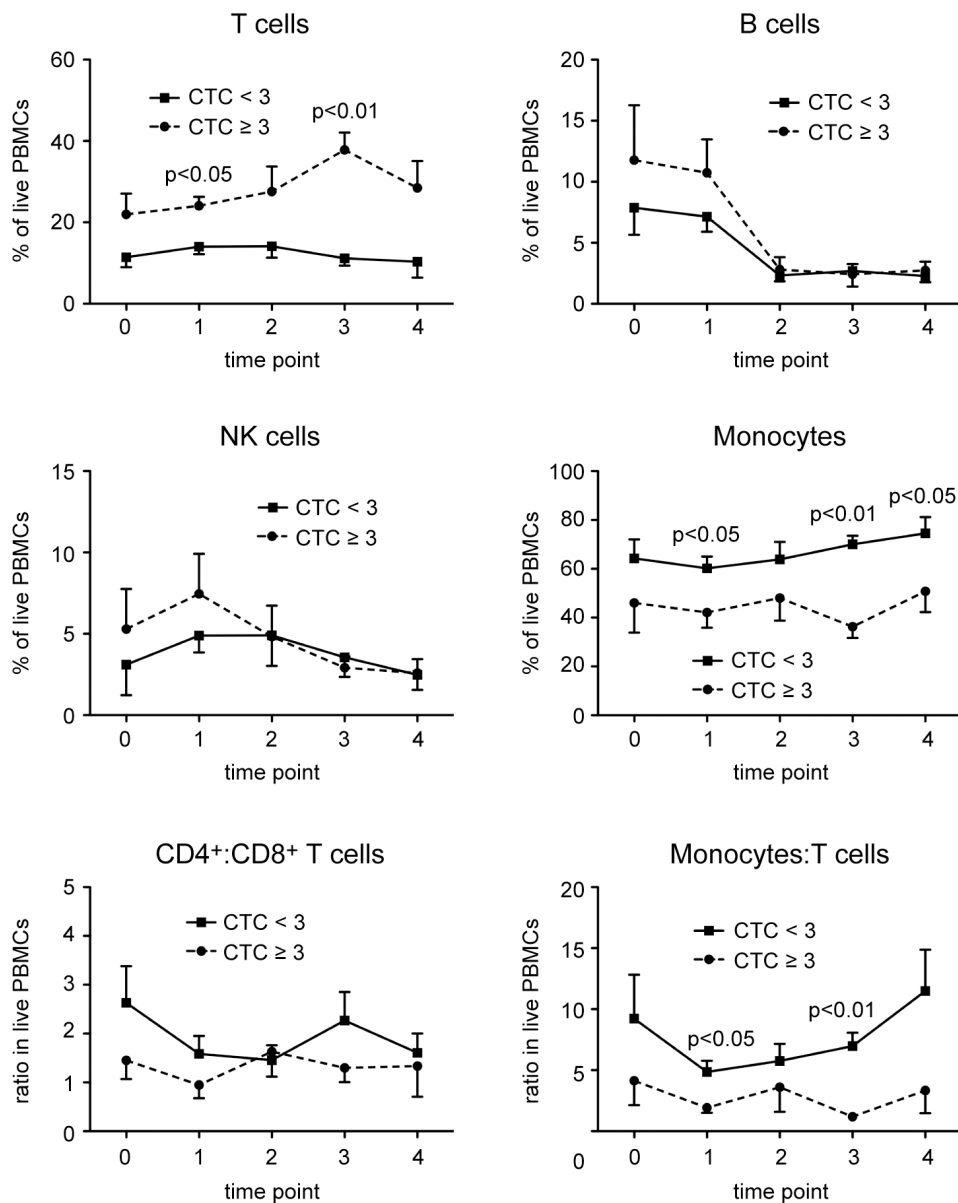 T cells
% of live PBMCs
60
40
20
0
CTC < 3
CTC ≥ 3
p<0.05
p<0.01
0 1 2 3 4
time point
B cells
% of live PBMCs
20
15
10
5
0
CTC < 3
CTC ≥ 3
0 1 2 3 4
time point
NK cells
% of live PBMCs
15
10
5
0
CTC < 3
CTC ≥ 3
0 1 2 3 4
time point
Monocytes
% of live PBMCs
100
80
60
40
20
0
p<0.05
p<0.01
p<0.05
CTC < 3
CTC ≥ 3
0 1 2 3 4
time point
CD4⁺:CD8⁺ T cells
ratio in live PBMCs
5
4
3
2
1
0
CTC < 3
CTC ≥ 3
0 1 2 3 4
time point
Monocytes:T cells
ratio in live PBMCs
20
15
10
5
0
CTC < 3
CTC ≥ 3
p<0.05
p<0.01
0 1 2 3 4
time point